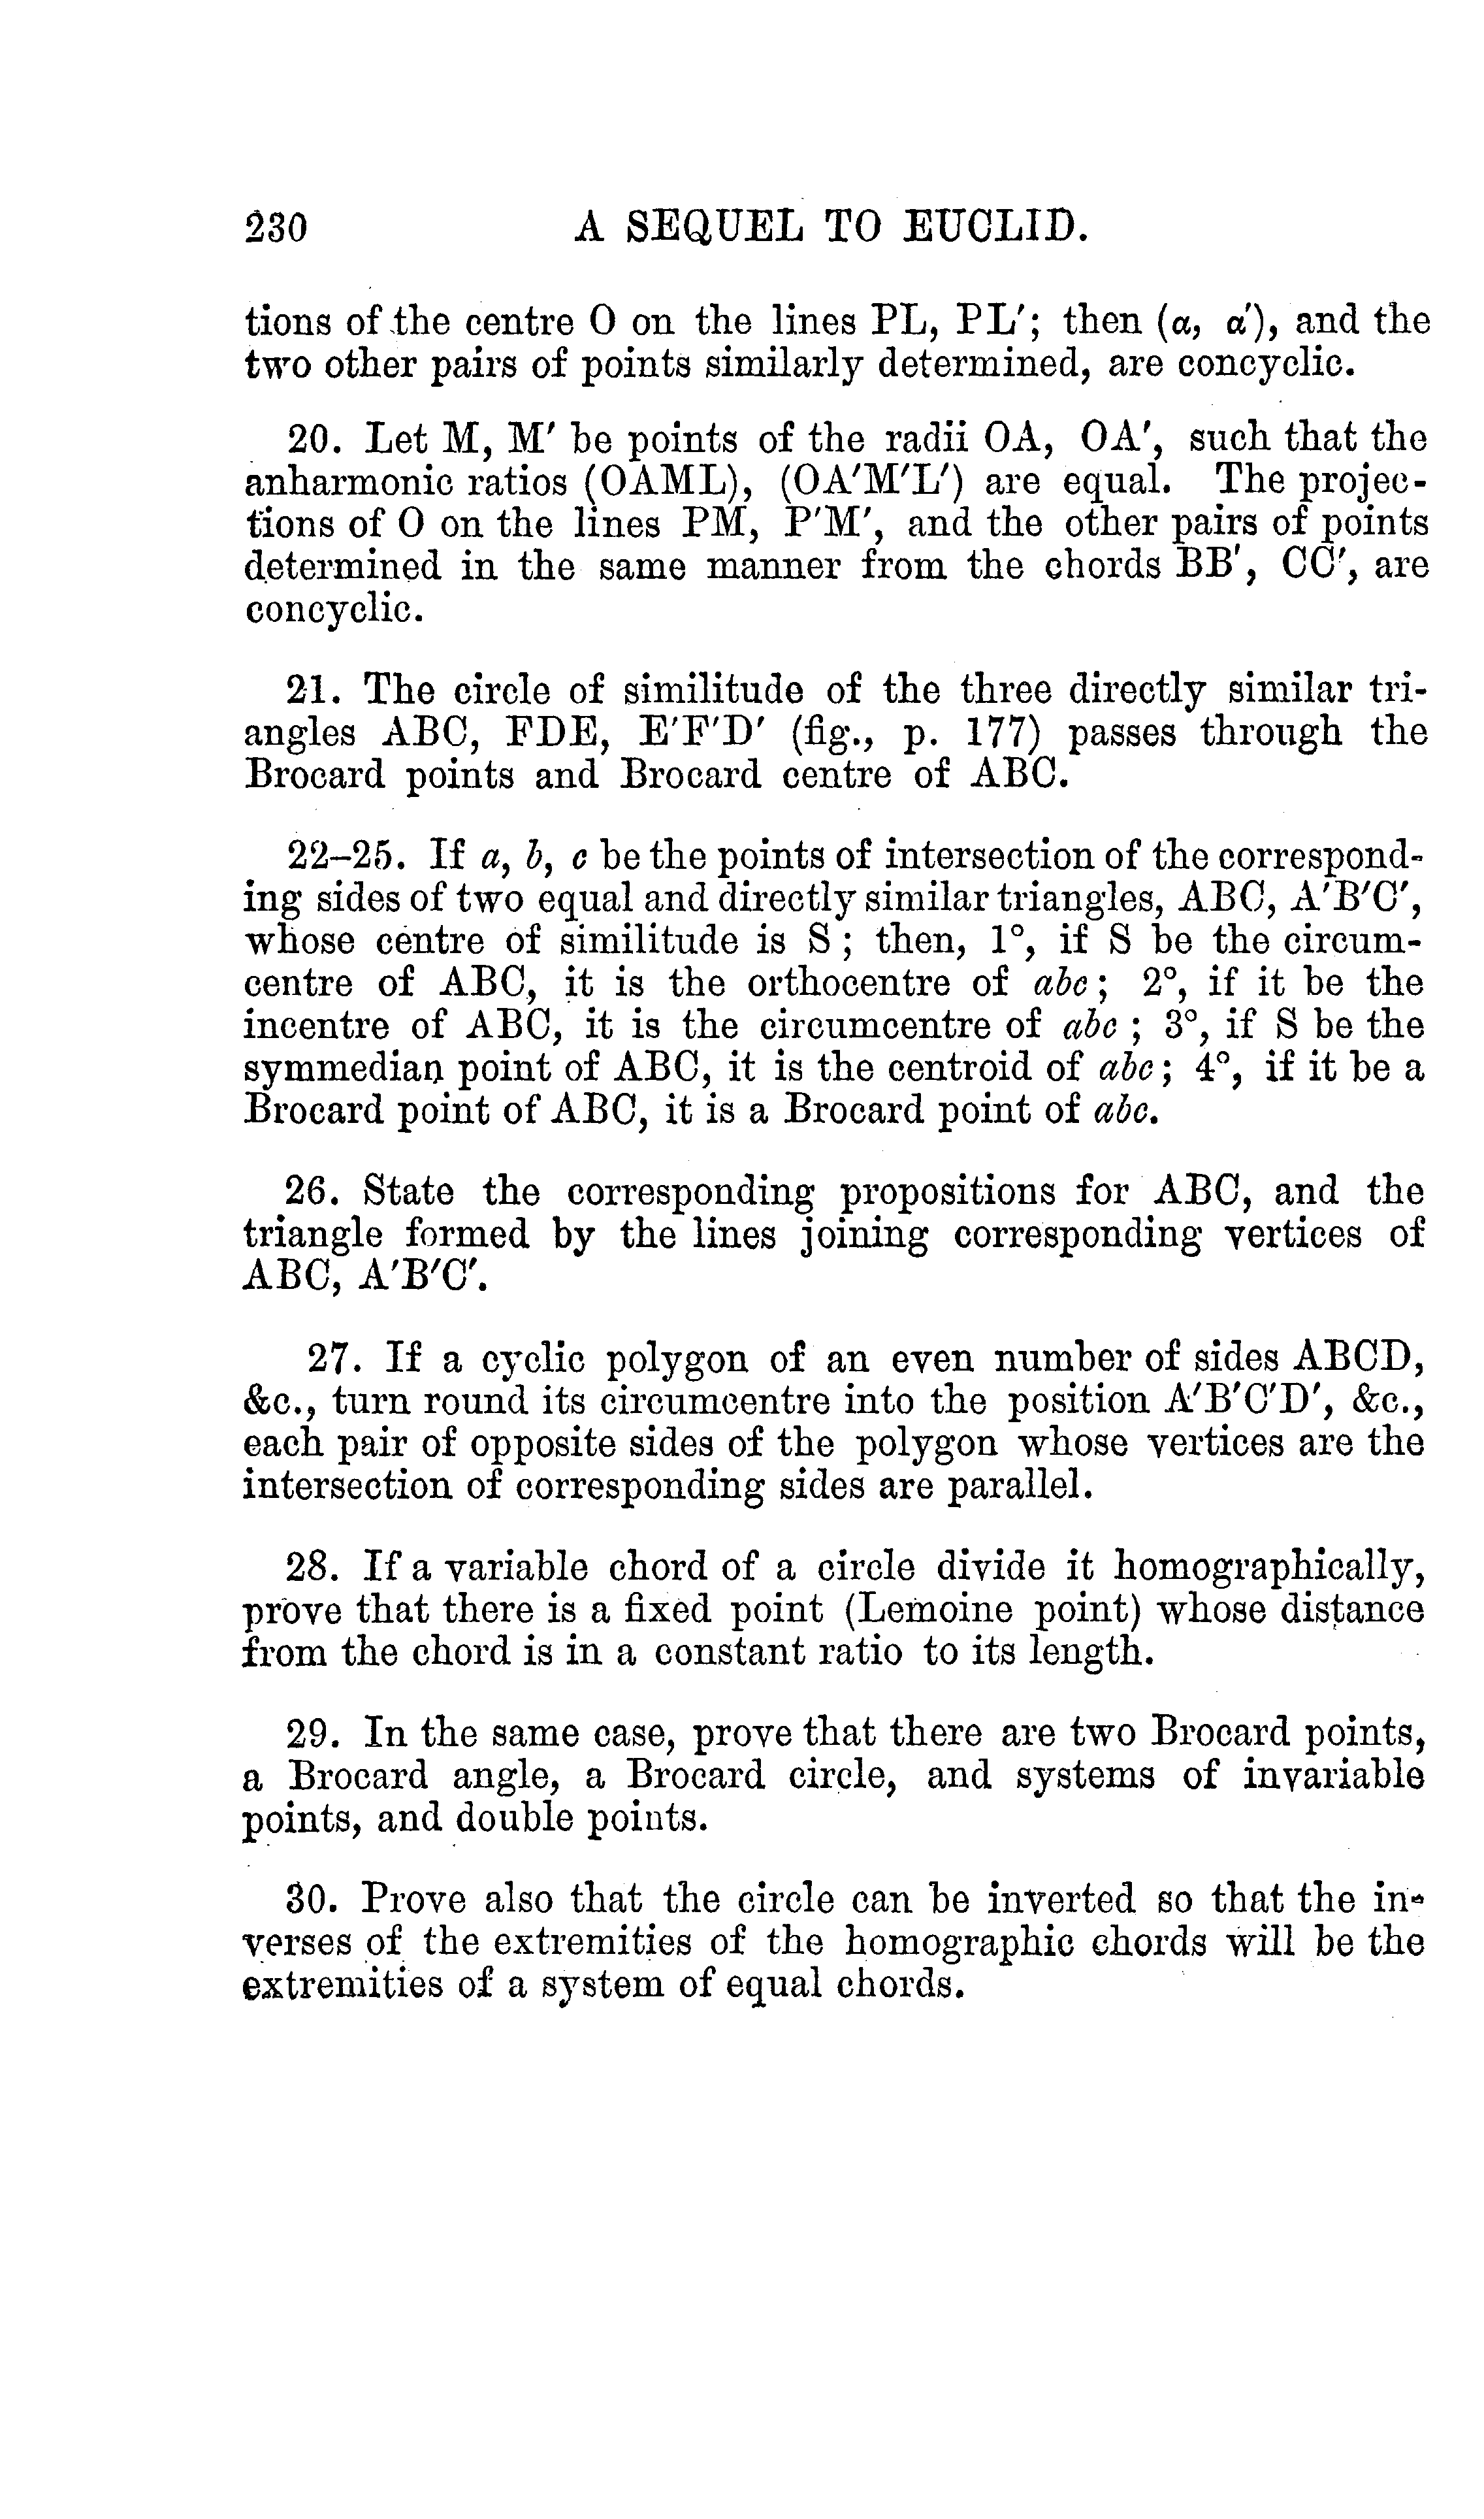 230 A SEQUEL TO EUCLID.
tions of the centre O on the lines PL, PL′; then (α, α′), and the
two other pairs of points similarly determined, are concyclic.
20. Let M, M′ be points of the radii OA, OA′, such that the
anharmonic ratios (OAML), (OA′M′L′) are equal. The projec-
tions of O on the lines PM, P′M′, and the other pairs of points
determined in the same manner from the chords BB′, CC′, are
concyclic.
21. The circle of similitude of the three directly similar tri-
angles ABC, FDE, E′F′D′ (fig., p. 177) passes through the
Brocard points and Brocard centre of ABC.
22–25. If a, b, c be the points of intersection of the correspond-
ing sides of two equal and directly similar triangles, ABC, A′B′C′,
whose centre of similitude is S; then, 1°, if S be the circum-
centre of ABC, it is the orthocentre of abc; 2°, if it be the
incentre of ABC, it is the circumcentre of abc; 3°, if S be the
symmedian point of ABC, it is the centroid of abc; 4°, if it be a
Brocard point of ABC, it is a Brocard point of abc.
26. State the corresponding propositions for ABC, and the
triangle formed by the lines joining corresponding vertices of
ABC, A′B′C′.
27. If a cyclic polygon of an even number of sides ABCD,
&c., turn round its circumcentre into the position A′B′C′D′, &c.,
each pair of opposite sides of the polygon whose vertices are the
intersection of corresponding sides are parallel.
28. If a variable chord of a circle divide it homographically,
prove that there is a fixed point (Lemoine point) whose distance
from the chord is in a constant ratio to its length.
29. In the same case, prove that there are two Brocard points,
a Brocard angle, a Brocard circle, and systems of invariable
points, and double points.
30. Prove also that the circle can be inverted so that the in-
verses of the extremities of the homographic chords will be the
extremities of a system of equal chords.